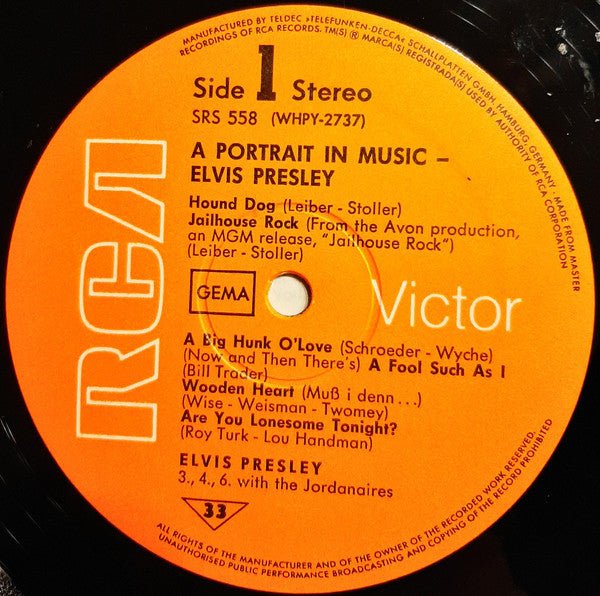 MANUFACTURED BY TELDEC »TELEFUNKEN-DECCA« SCHALLPLATTEN GMBH, HAMBURG, GERMANY · MADE FROM MASTER
RECORDINGS OF RCA RECORDS. TM(S) ® MARCA(S) REGISTRADA(S) USED BY AUTHORITY OF RCA CORPORATION
Side 1 Stereo
SRS 558 (WHPY-2737)
A PORTRAIT IN MUSIC –
ELVIS PRESLEY
Hound Dog (Leiber - Stoller)
Jailhouse Rock (From the Avon production,
an MGM release, "Jailhouse Rock")
(Leiber - Stoller)
RCA
GEMA
Victor
A Big Hunk O'Love (Schroeder - Wyche)
(Now and Then There's) A Fool Such As I
(Bill Trader)
Wooden Heart (Muß i denn...)
(Wise - Weisman - Twomey)
Are You Lonesome Tonight?
(Roy Turk - Lou Handman)
ELVIS PRESLEY
3., 4., 6. with the Jordanaires
33
ALL RIGHTS OF THE MANUFACTURER AND OF THE OWNER OF THE RECORDED WORK RESERVED.
UNAUTHORISED PUBLIC PERFORMANCE BROADCASTING AND COPYING OF THE RECORD PROHIBITED